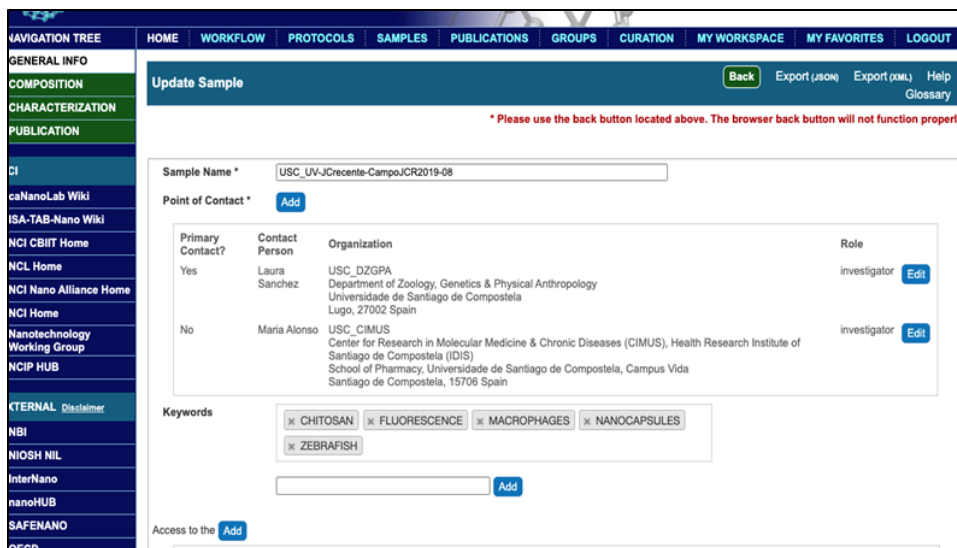 NAVIGATION TREE
HOME WORKFLOW PROTOCOLS SAMPLES PUBLICATIONS GROUPS CURATION MY WORKSPACE MY FAVORITES LOGOUT
GENERAL INFO
COMPOSITION
CHARACTERIZATION
PUBLICATION
CI
caNanoLab Wiki
ISA-TAB-Nano Wiki
NCI CBIIT Home
NCL Home
NCI Nano Alliance Home
NCI Home
Nanotechnology
Working Group
NCIP HUB
XTERNAL Disclaimer
NBI
NIOSH NIL
InterNano
nanoHUB
SAFENANO
OECD
Update Sample
Back Export (JSON) Export (XML) Help
Glossary
* Please use the back button located above. The browser back button will not function properl
Sample Name * USC_UV-JCrecente-CampoJCR2019-08
Point of Contact * Add
Primary Contact? Contact Person Organization Role
Yes Laura Sanchez USC_DZGPA investigator Edit
Department of Zoology, Genetics & Physical Anthropology
Universidade de Santiago de Compostela
Lugo, 27002 Spain
No Maria Alonso USC_CIMUS investigator Edit
Center for Research in Molecular Medicine & Chronic Diseases (CIMUS), Health Research Institute of
Santiago de Compostela (IDIS)
School of Pharmacy, Universidade de Santiago de Compostela, Campus Vida
Santiago de Compostela, 15706 Spain
Keywords
× CHITOSAN × FLUORESCENCE × MACROPHAGES × NANOCAPSULES
× ZEBRAFISH
Add
Access to the Add